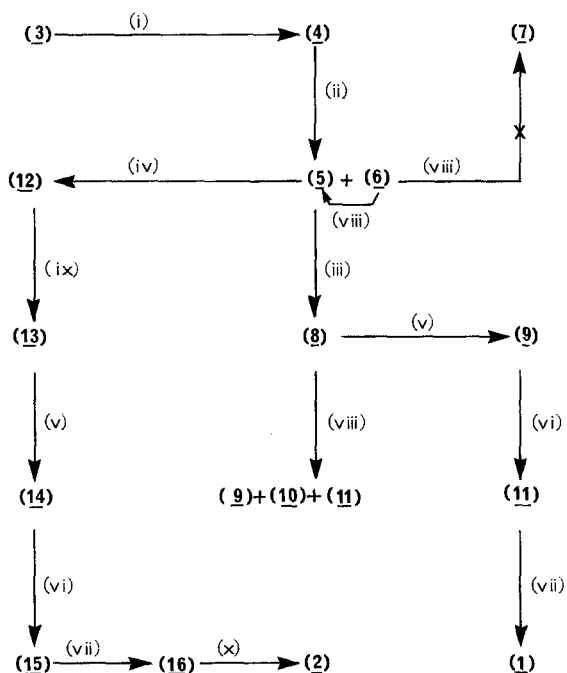 (3) (i) (4) (7)
(ii)
(12) (iv) (5) + (6) (viii)
(viii)
(ix) (iii)
(13) (8) (v) (9)
(v) (viii) (vi)
(14) (9)+(10)+(11) (11)
(vi) (vii)
(15) (vii) (16) (x) (2) (1)